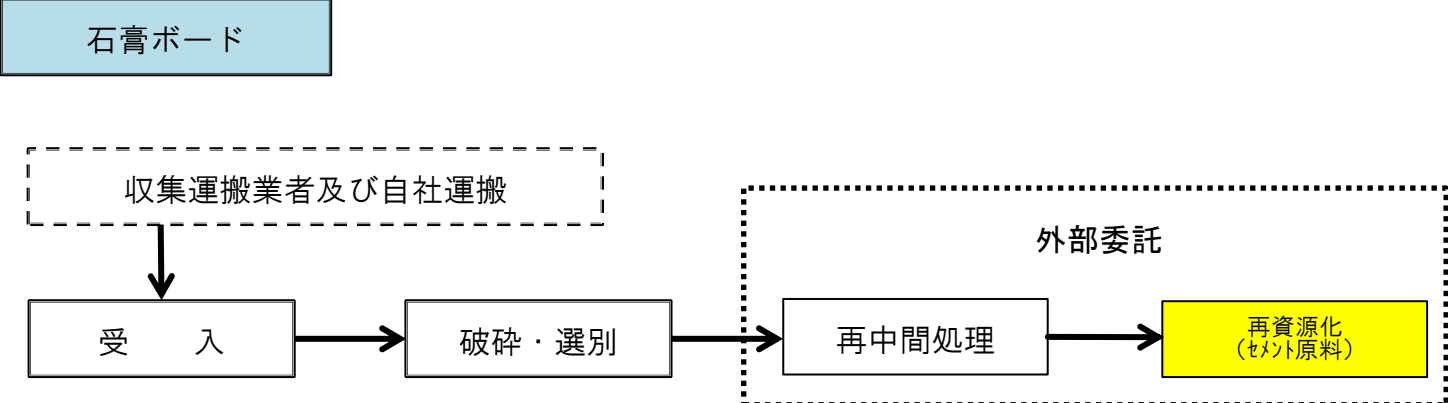 石膏ボード
収集運搬業者及び自社運搬
外部委託
受　　入
破砕・選別
再中間処理
再資源化
（ｾﾒﾝﾄ原料）